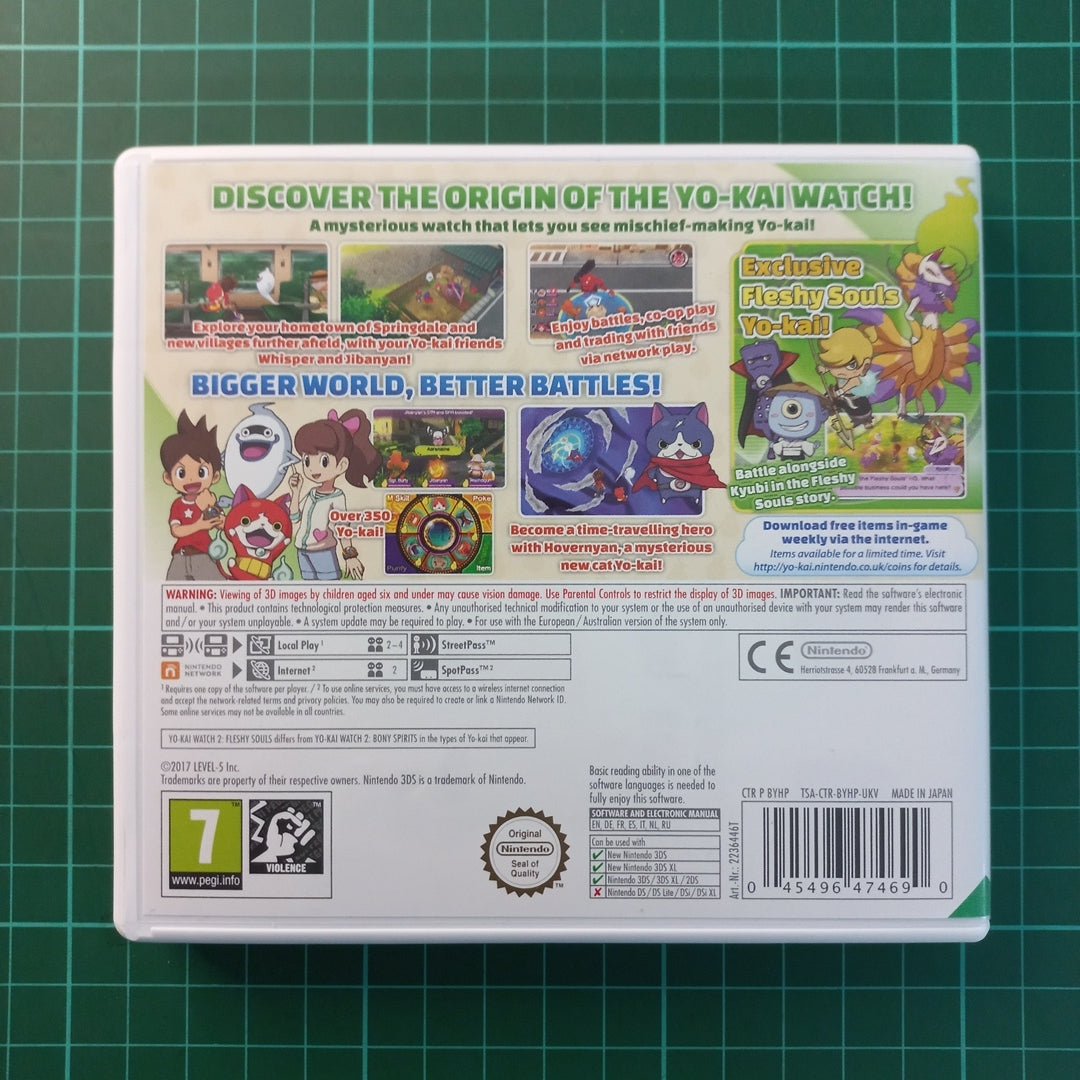 DISCOVER THE ORIGIN OF THE YO-KAI WATCH!
A mysterious watch that lets you see mischief-making Yo-kai!
Explore your hometown of Springdale and
new villages further afield, with your Yo-kai friends
Whisper and Jibanyan!
Enjoy battles, co-op play
and trading with friends
via network play.
Exclusive
Fleshy Souls
Yo-kai!
BIGGER WORLD, BETTER BATTLES!
Adrenaline
M Skill
Poke
Purify
Item
Over 350
Yo-kai!
Become a time-travelling hero
with Hovernyan, a mysterious
new cat Yo-kai!
Battle alongside
Kyubi in the Fleshy
Souls story.
Download free items in-game
weekly via the internet.
Items available for a limited time. Visit
http://yo-kai.nintendo.co.uk/coins for details.
WARNING: Viewing of 3D images by children aged six and under may cause vision damage. Use Parental Controls to restrict the display of 3D images. IMPORTANT: Read the software's electronic
manual. • This product contains technological protection measures. • Any unauthorised technical modification to your system or the use of an unauthorised device with your system may render this software
and/or your system unplayable. • A system update may be required to play. • For use with the European/Australian version of the system only.
Local Play¹ 2–4 StreetPass™
NINTENDO
NETWORK
Internet² 2 SpotPass™²
CE Nintendo
Herriotstrasse 4, 60528 Frankfurt a. M., Germany
¹ Requires one copy of the software per player. / ² To use online services, you must have access to a wireless internet connection
and accept the network-related terms and privacy policies. You may also be required to create or link a Nintendo Network ID.
Some online services may not be available in all countries.
YO-KAI WATCH 2: FLESHY SOULS differs from YO-KAI WATCH 2: BONY SPIRITS in the types of Yo-kai that appear.
©2017 LEVEL-5 Inc.
Trademarks are property of their respective owners. Nintendo 3DS is a trademark of Nintendo.
7™
www.pegi.info
™
VIOLENCE
Original
Nintendo
Seal of
Quality
™
Basic reading ability in one of the
software languages is needed to
fully enjoy this software.
SOFTWARE AND ELECTRONIC MANUAL
EN, DE, FR, ES, IT, NL, RU
Can be used with
New Nintendo 3DS
New Nintendo 3DS XL
Nintendo 3DS / 3DS XL / 2DS
Nintendo DS / DS Lite / DSi / DSi XL
CTR P BYHP TSA-CTR-BYHP-UKV MADE IN JAPAN
Art.-Nr.: 2236446T
0 45496 47469 0